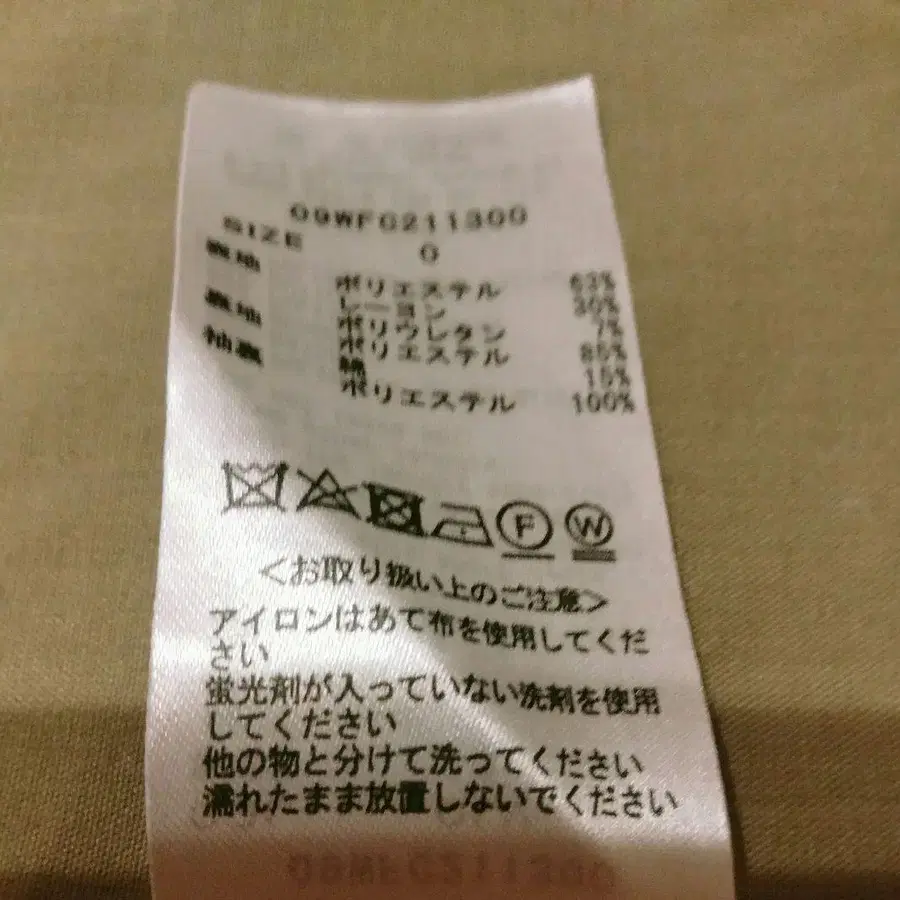 09WFC211300
SIZE 0
表地 ポリエステル 63%
レーヨン 30%
ポリウレタン 7%
裏地 ポリエステル 85%
綿 15%
袖裏 ポリエステル 100%
F W
<お取り扱い上のご注意>
アイロンはあて布を使用してくだ
さい
蛍光剤が入っていない洗剤を使用
してください
他の物と分けて洗ってください
濡れたまま放置しないでください